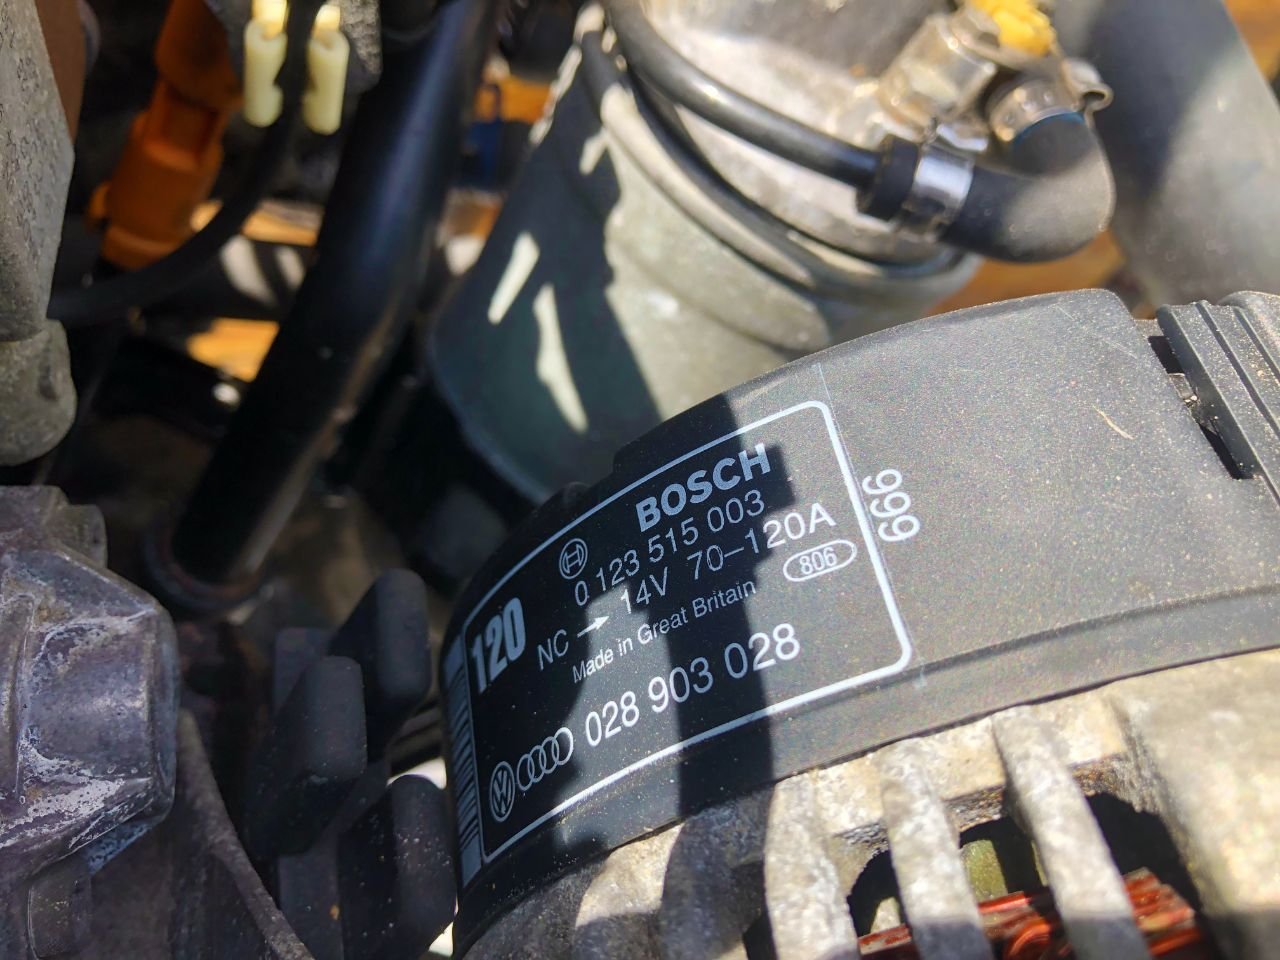 BOSCH
0 123 515 003
120
NC → 14V 70–120A
Made in Great Britain
806
028 903 028
666